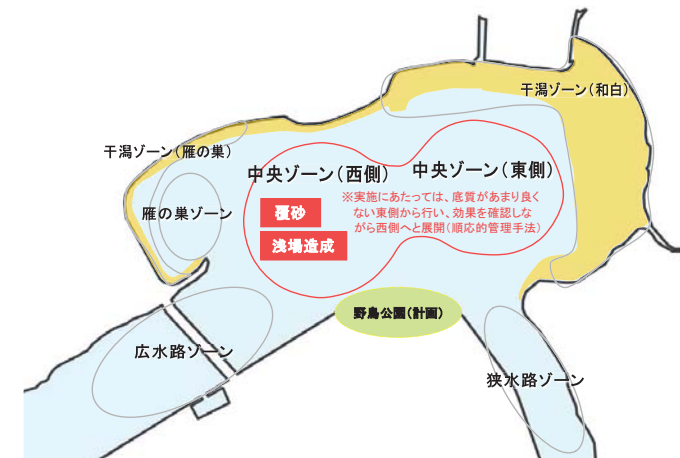 干潟ゾーン（和白）
干潟ゾーン（雁の巣）
中央ゾーン（西側）
中央ゾーン（東側）
雁の巣ゾーン
覆砂
浅場造成
※実施にあたっては、底質があまり良く
ない東側から行い、効果を確認しな
がら西側へと展開（順応的管理手法）
野鳥公園（計画）
広水路ゾーン
狭水路ゾーン